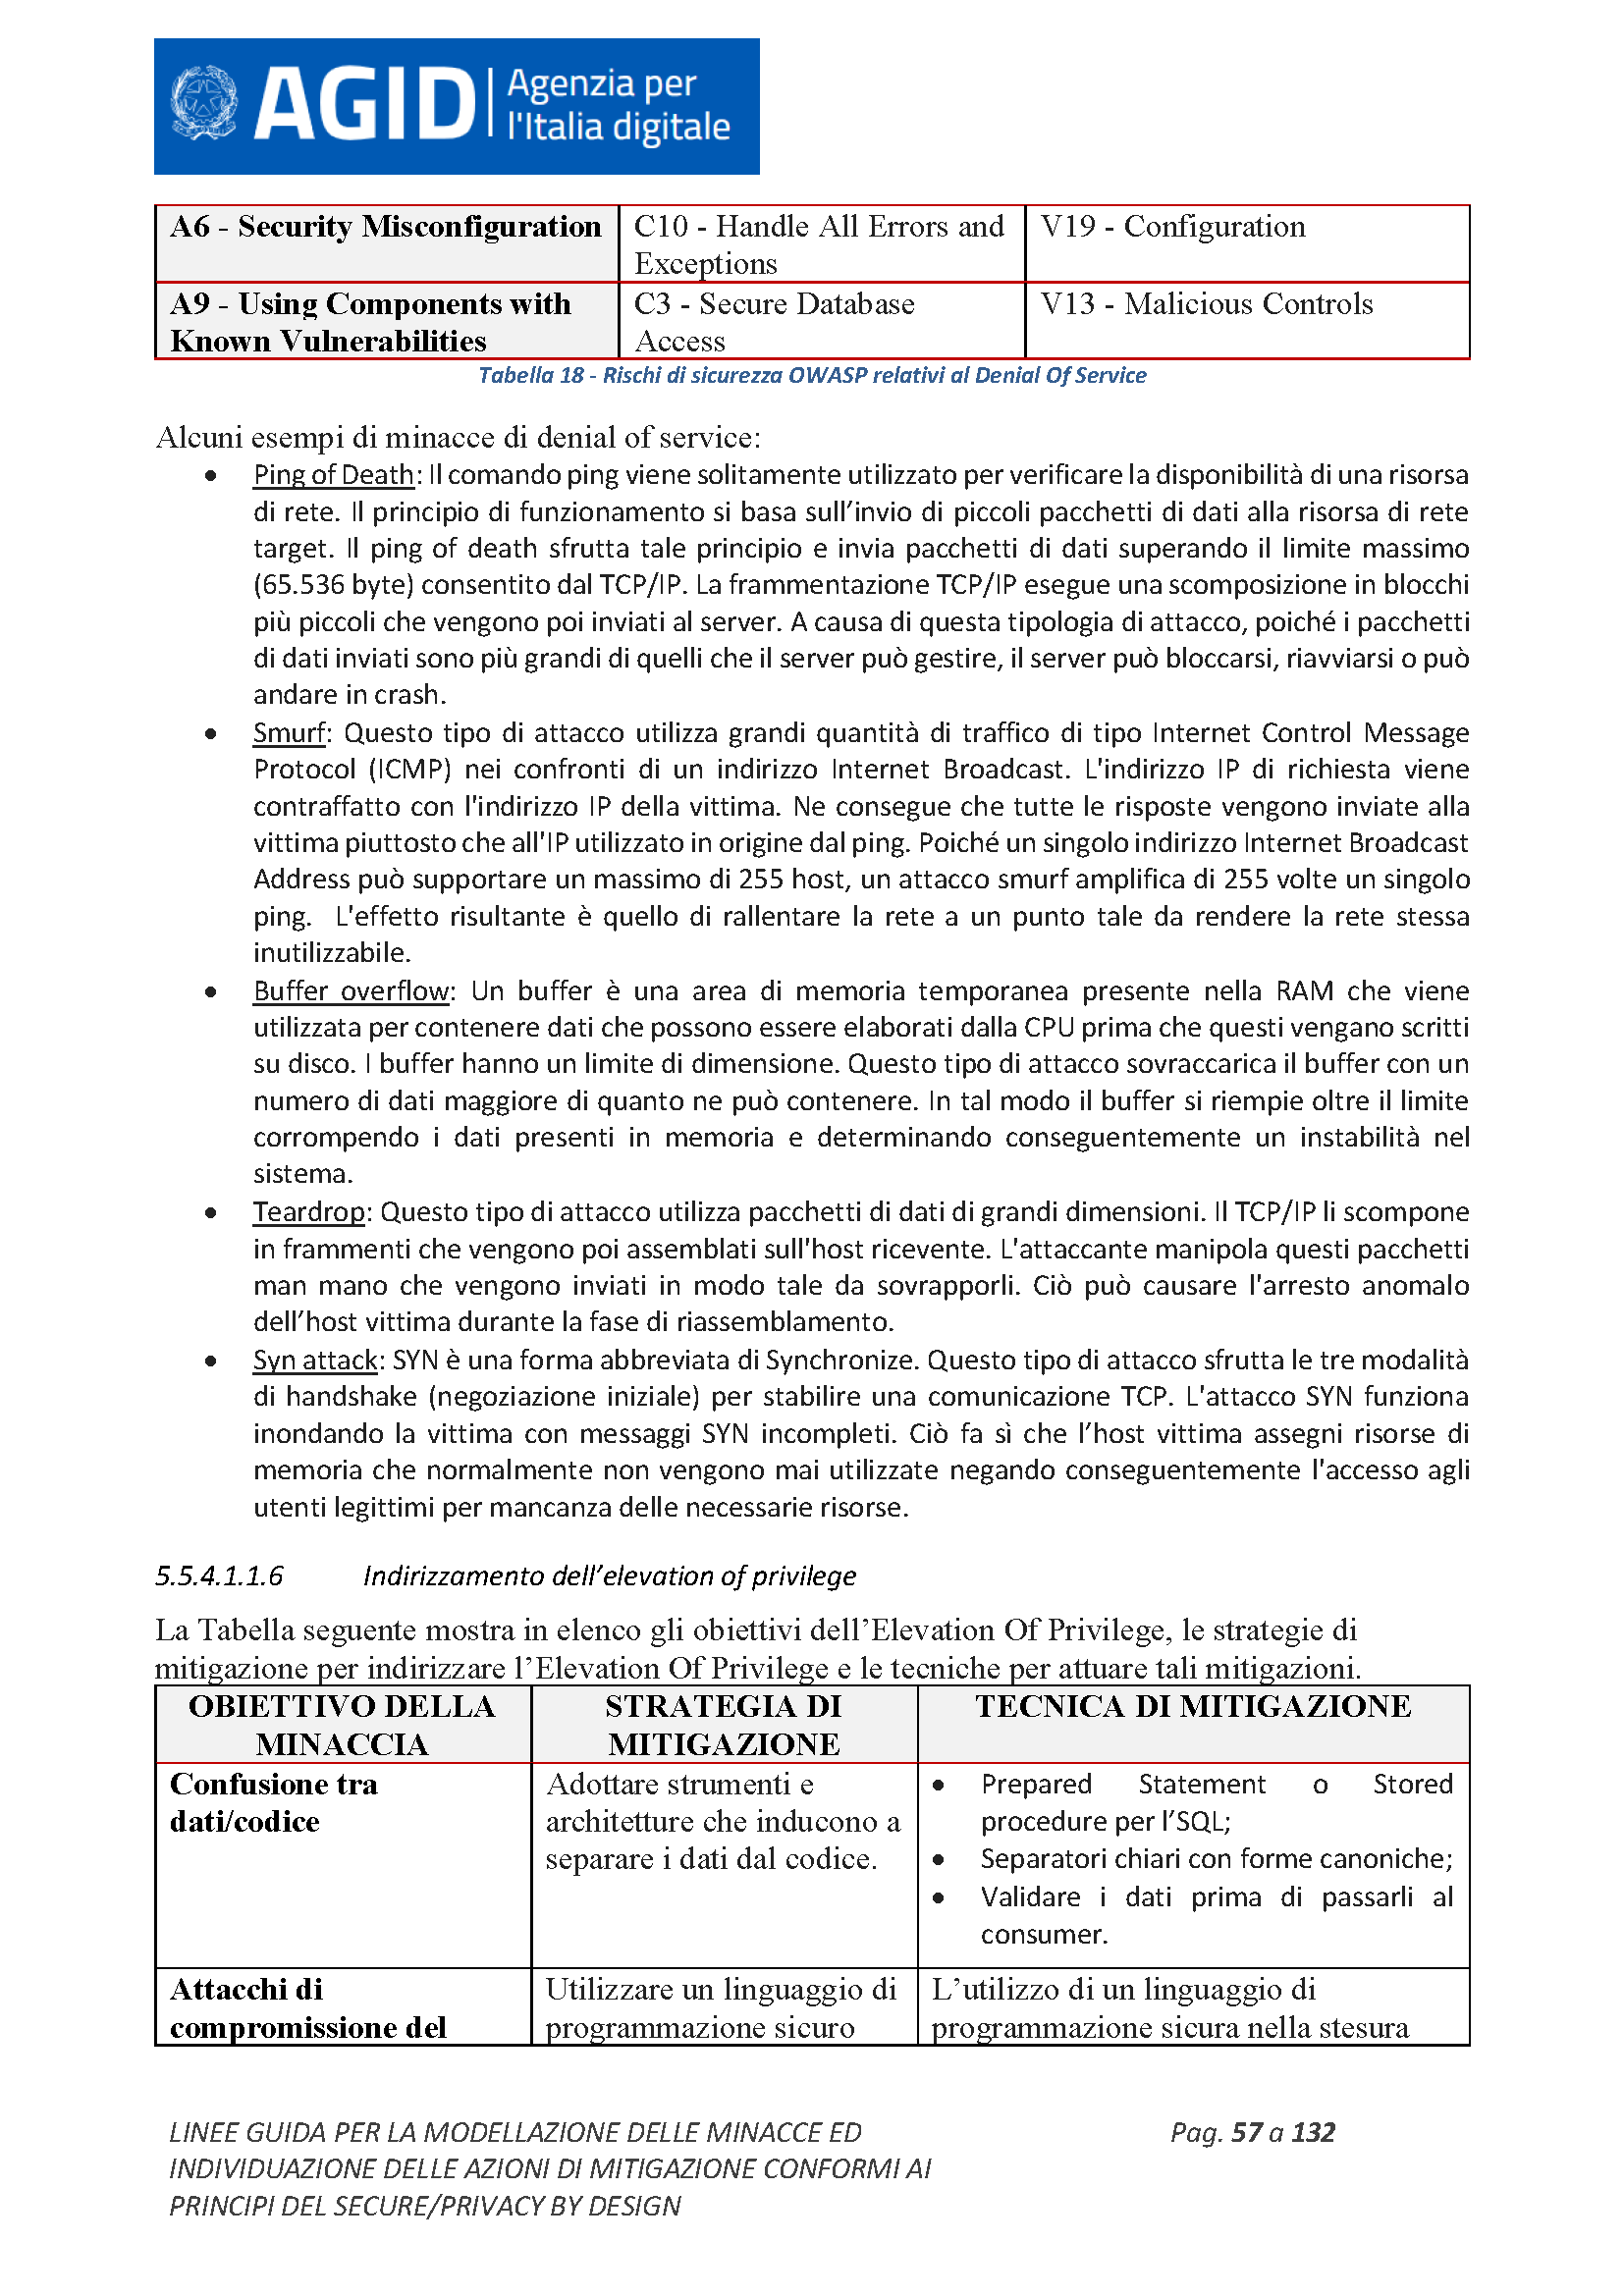 AGID
Agenzia per
l'Italia digitale
A6 - Security Misconfiguration
C10 - Handle All Errors and
Exceptions
V19 - Configuration
A9 - Using Components with
Known Vulnerabilities
C3 - Secure Database
Access
V13 - Malicious Controls
Tabella 18 - Rischi di sicurezza OWASP relativi al Denial Of Service
Alcuni esempi di minacce di denial of service:
• Ping of Death: Il comando ping viene solitamente utilizzato per verificare la disponibilità di una risorsa
di rete. Il principio di funzionamento si basa sull’invio di piccoli pacchetti di dati alla risorsa di rete
target. Il ping of death sfrutta tale principio e invia pacchetti di dati superando il limite massimo
(65.536 byte) consentito dal TCP/IP. La frammentazione TCP/IP esegue una scomposizione in blocchi
più piccoli che vengono poi inviati al server. A causa di questa tipologia di attacco, poiché i pacchetti
di dati inviati sono più grandi di quelli che il server può gestire, il server può bloccarsi, riavviarsi o può
andare in crash.
• Smurf: Questo tipo di attacco utilizza grandi quantità di traffico di tipo Internet Control Message
Protocol (ICMP) nei confronti di un indirizzo Internet Broadcast. L'indirizzo IP di richiesta viene
contraffatto con l'indirizzo IP della vittima. Ne consegue che tutte le risposte vengono inviate alla
vittima piuttosto che all'IP utilizzato in origine dal ping. Poiché un singolo indirizzo Internet Broadcast
Address può supportare un massimo di 255 host, un attacco smurf amplifica di 255 volte un singolo
ping. L'effetto risultante è quello di rallentare la rete a un punto tale da rendere la rete stessa
inutilizzabile.
• Buffer overflow: Un buffer è una area di memoria temporanea presente nella RAM che viene
utilizzata per contenere dati che possono essere elaborati dalla CPU prima che questi vengano scritti
su disco. I buffer hanno un limite di dimensione. Questo tipo di attacco sovraccarica il buffer con un
numero di dati maggiore di quanto ne può contenere. In tal modo il buffer si riempie oltre il limite
corrompendo i dati presenti in memoria e determinando conseguentemente un instabilità nel
sistema.
• Teardrop: Questo tipo di attacco utilizza pacchetti di dati di grandi dimensioni. Il TCP/IP li scompone
in frammenti che vengono poi assemblati sull'host ricevente. L'attaccante manipola questi pacchetti
man mano che vengono inviati in modo tale da sovrapporli. Ciò può causare l'arresto anomalo
dell’host vittima durante la fase di riassemblamento.
• Syn attack: SYN è una forma abbreviata di Synchronize. Questo tipo di attacco sfrutta le tre modalità
di handshake (negoziazione iniziale) per stabilire una comunicazione TCP. L'attacco SYN funziona
inondando la vittima con messaggi SYN incompleti. Ciò fa sì che l’host vittima assegni risorse di
memoria che normalmente non vengono mai utilizzate negando conseguentemente l'accesso agli
utenti legittimi per mancanza delle necessarie risorse.
5.5.4.1.1.6 Indirizzamento dell’elevation of privilege
La Tabella seguente mostra in elenco gli obiettivi dell’Elevation Of Privilege, le strategie di
mitigazione per indirizzare l’Elevation Of Privilege e le tecniche per attuare tali mitigazioni.
OBIETTIVO DELLA
MINACCIA
STRATEGIA DI
MITIGAZIONE
TECNICA DI MITIGAZIONE
Confusione tra
dati/codice
Adottare strumenti e
architetture che inducono a
separare i dati dal codice.
• Prepared Statement o Stored
procedure per l’SQL;
• Separatori chiari con forme canoniche;
• Validare i dati prima di passarli al
consumer.
Attacchi di
compromissione del
Utilizzare un linguaggio di
programmazione sicuro
L’utilizzo di un linguaggio di
programmazione sicura nella stesura
LINEE GUIDA PER LA MODELLAZIONE DELLE MINACCE ED
INDIVIDUAZIONE DELLE AZIONI DI MITIGAZIONE CONFORMI AI
PRINCIPI DEL SECURE/PRIVACY BY DESIGN
Pag. 57 a 132